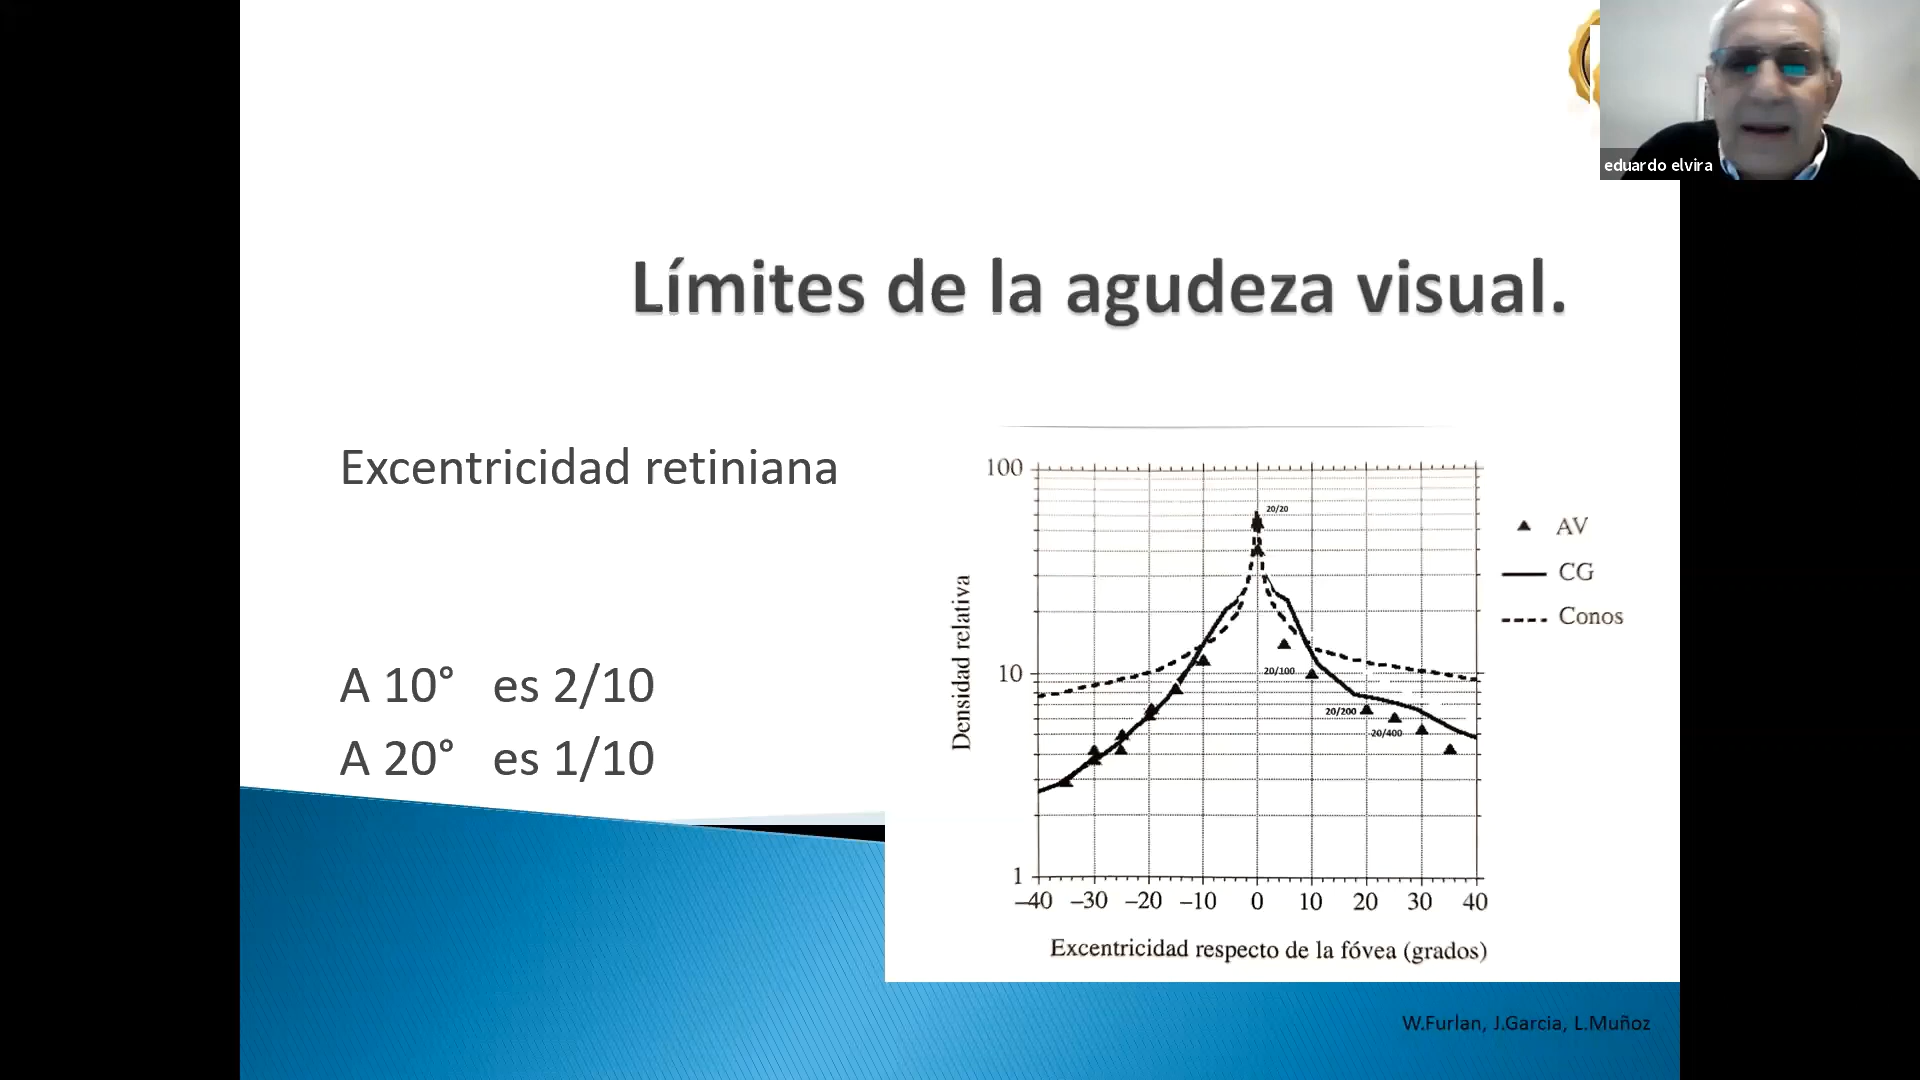 eduardo elvira
Límites de la agudeza visual.
Excentricidad retiniana
A 10° es 2/10
A 20° es 1/10
100
10
1
Densidad relativa
20/20
20/100
20/200
20/400
AV
CG
Conos
–40 –30 –20 –10 0 10 20 30 40
Excentricidad respecto de la fóvea (grados)
W.Furlan, J.Garcia, L.Muñoz